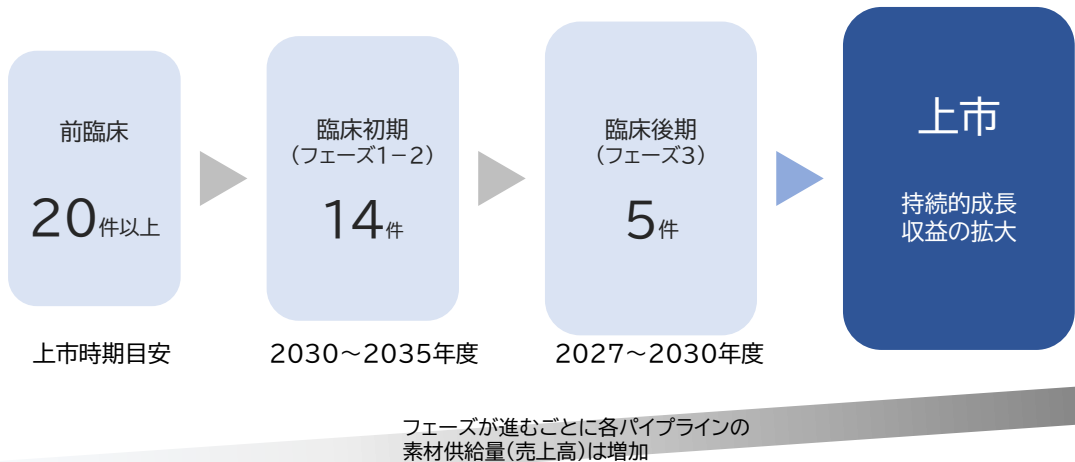 前臨床
20件以上
臨床初期
(フェーズ1－2)
14件
臨床後期
(フェーズ3)
5件
上市
持続的成長
収益の拡大
上市時期目安
2030～2035年度
2027～2030年度
フェーズが進むごとに各パイプラインの
素材供給量(売上高)は増加